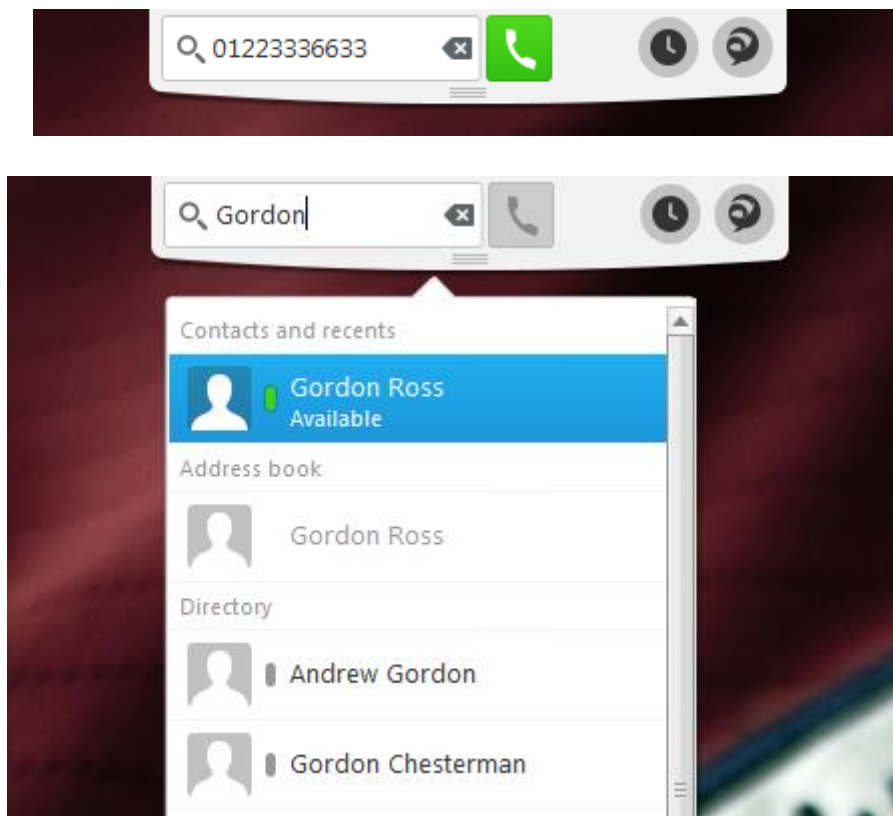 01223336633
Gordon
Contacts and recents
Gordon Ross
Available
Address book
Gordon Ross
Directory
Andrew Gordon
Gordon Chesterman